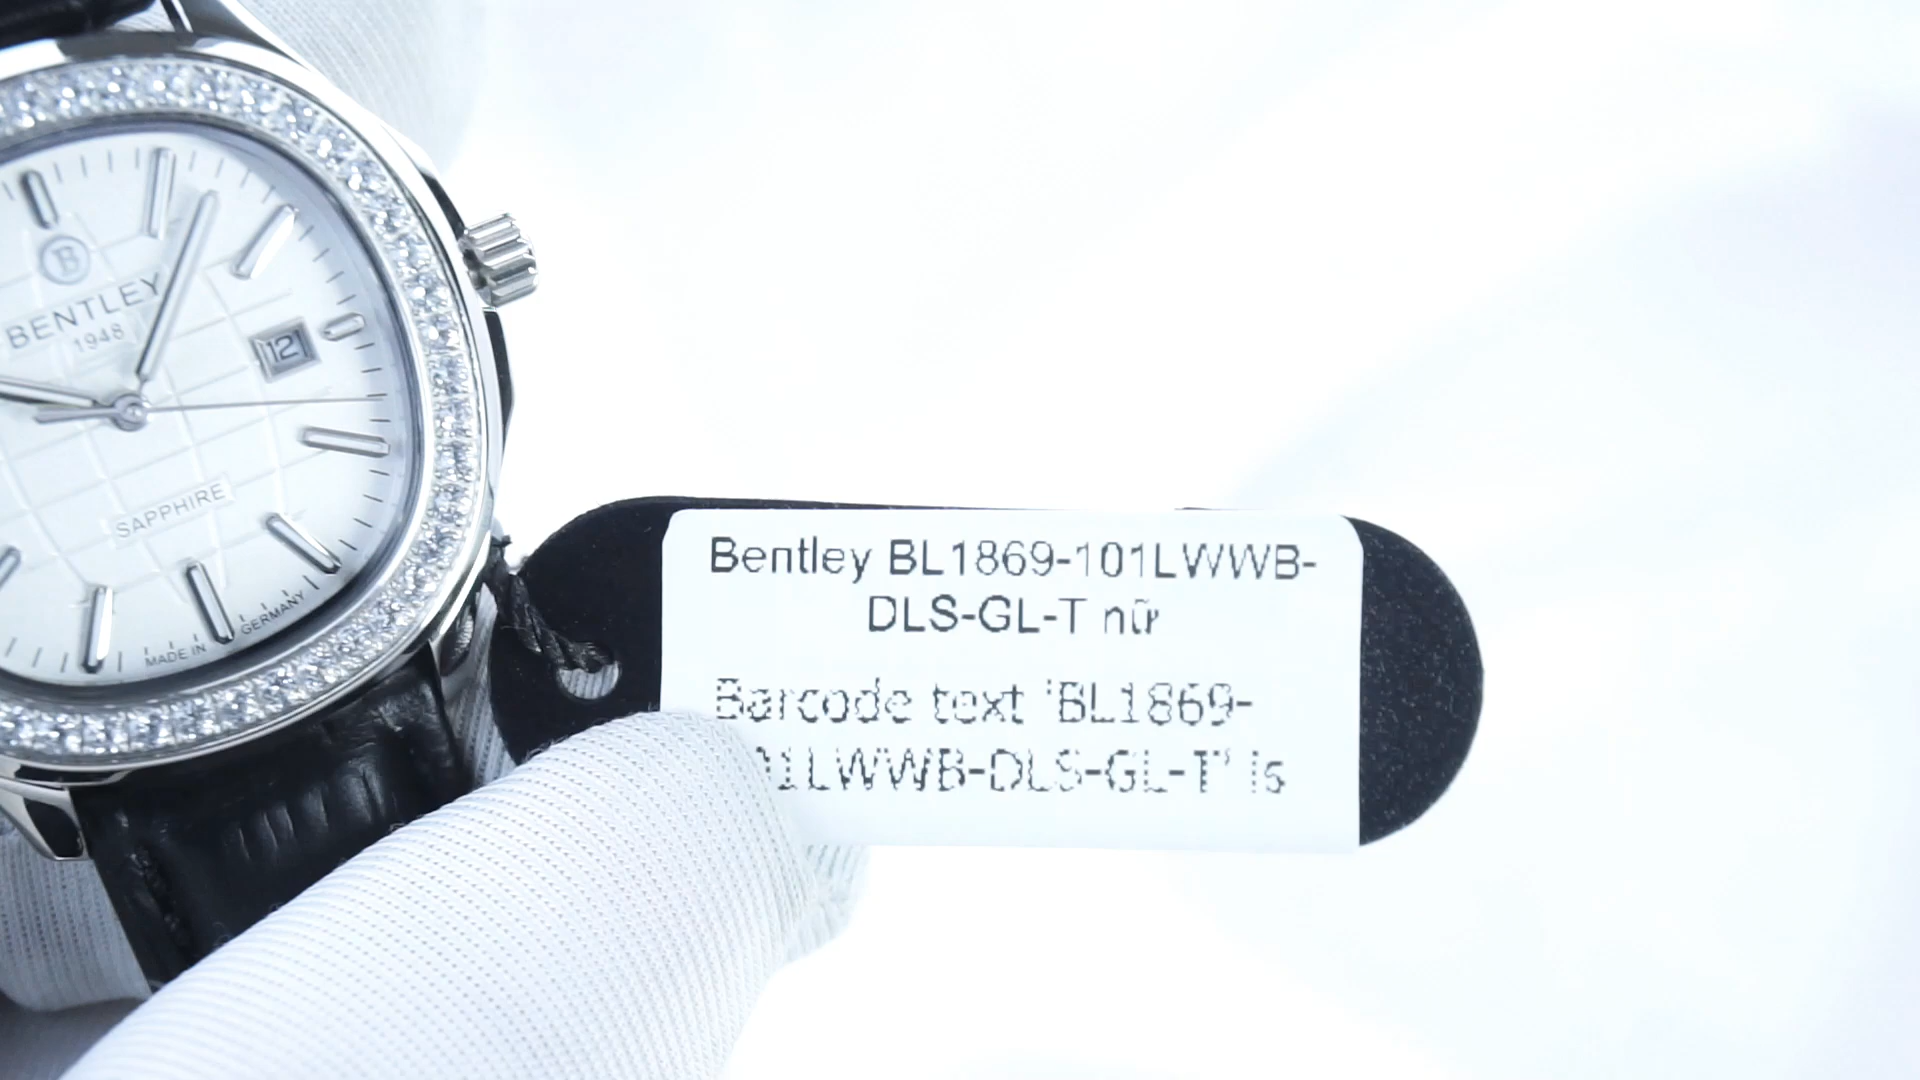 B
BENTLEY
1948
12
SAPPHIRE
MADE IN GERMANY
Bentley BL1869-101LWWB-
DLS-GL-T nữ
Barcode text 'BL1869-
01LWWB-DLS-GL-T' is